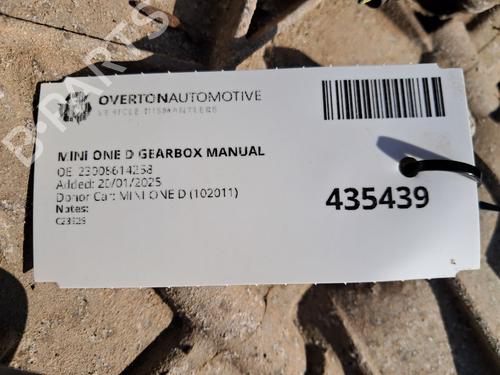 B-PARTS
OVERTONAUTOMOTIVE
VEHICLE DISMANTLERS
MINI ONE D GEARBOX MANUAL
OE: 23008614258
Added: 20/01/2025
Donor Car: MINI ONE D (102011)
Notes:
435439